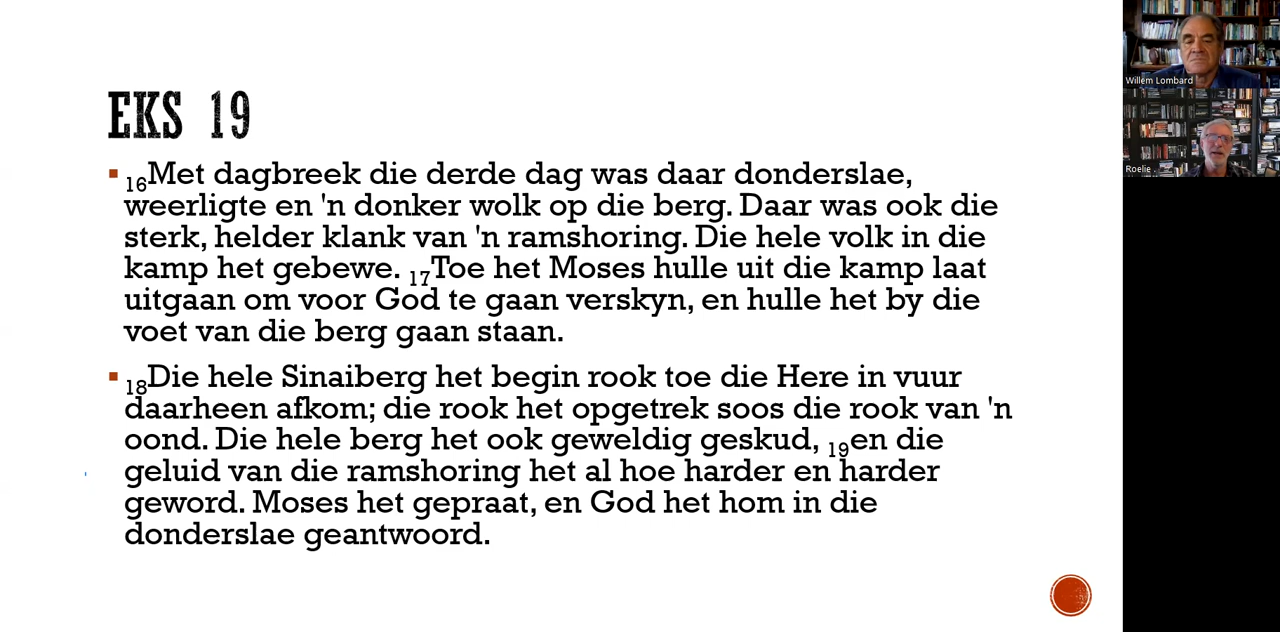 EKS 19
16Met dagbreek die derde dag was daar donderslae,
weerligte en 'n donker wolk op die berg. Daar was ook die
sterk, helder klank van 'n ramshoring. Die hele volk in die
kamp het gebewe. 17Toe het Moses hulle uit die kamp laat
uitgaan om voor God te gaan verskyn, en hulle het by die
voet van die berg gaan staan.
18Die hele Sinaiberg het begin rook toe die Here in vuur
daarheen afkom; die rook het opgetrek soos die rook van 'n
oond. Die hele berg het ook geweldig geskud, 19en die
geluid van die ramshoring het al hoe harder en harder
geword. Moses het gepraat, en God het hom in die
donderslae geantwoord.
Willem Lombard
Roelie .